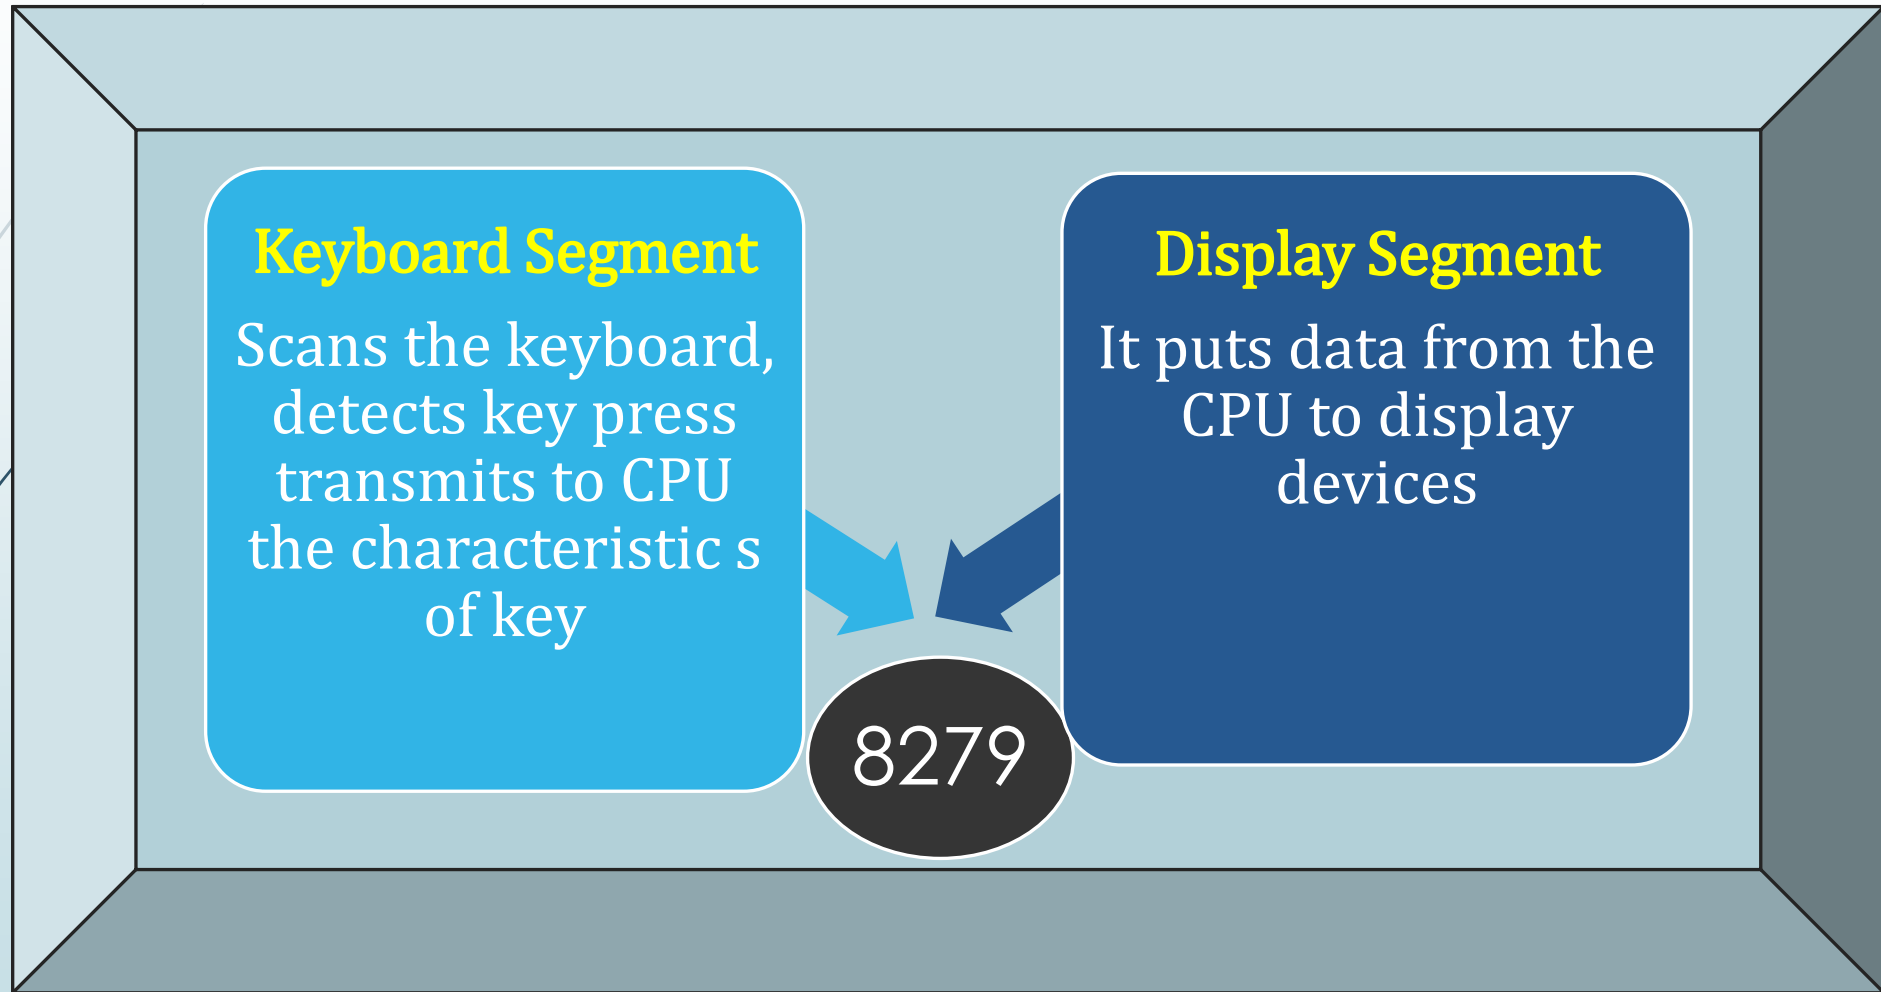 Keyboard Segment
Scans the keyboard,
detects key press
transmits to CPU
the characteristic s
of key
Display Segment
It puts data from the
CPU to display
devices
8279